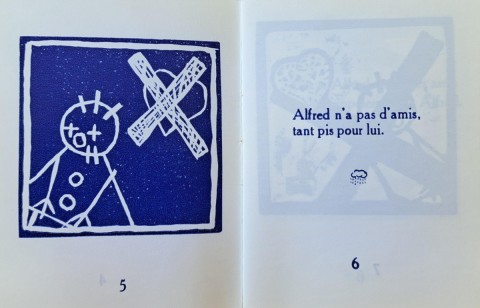 Alfred n'a pas d'amis,
tant pis pour lui.
5
6